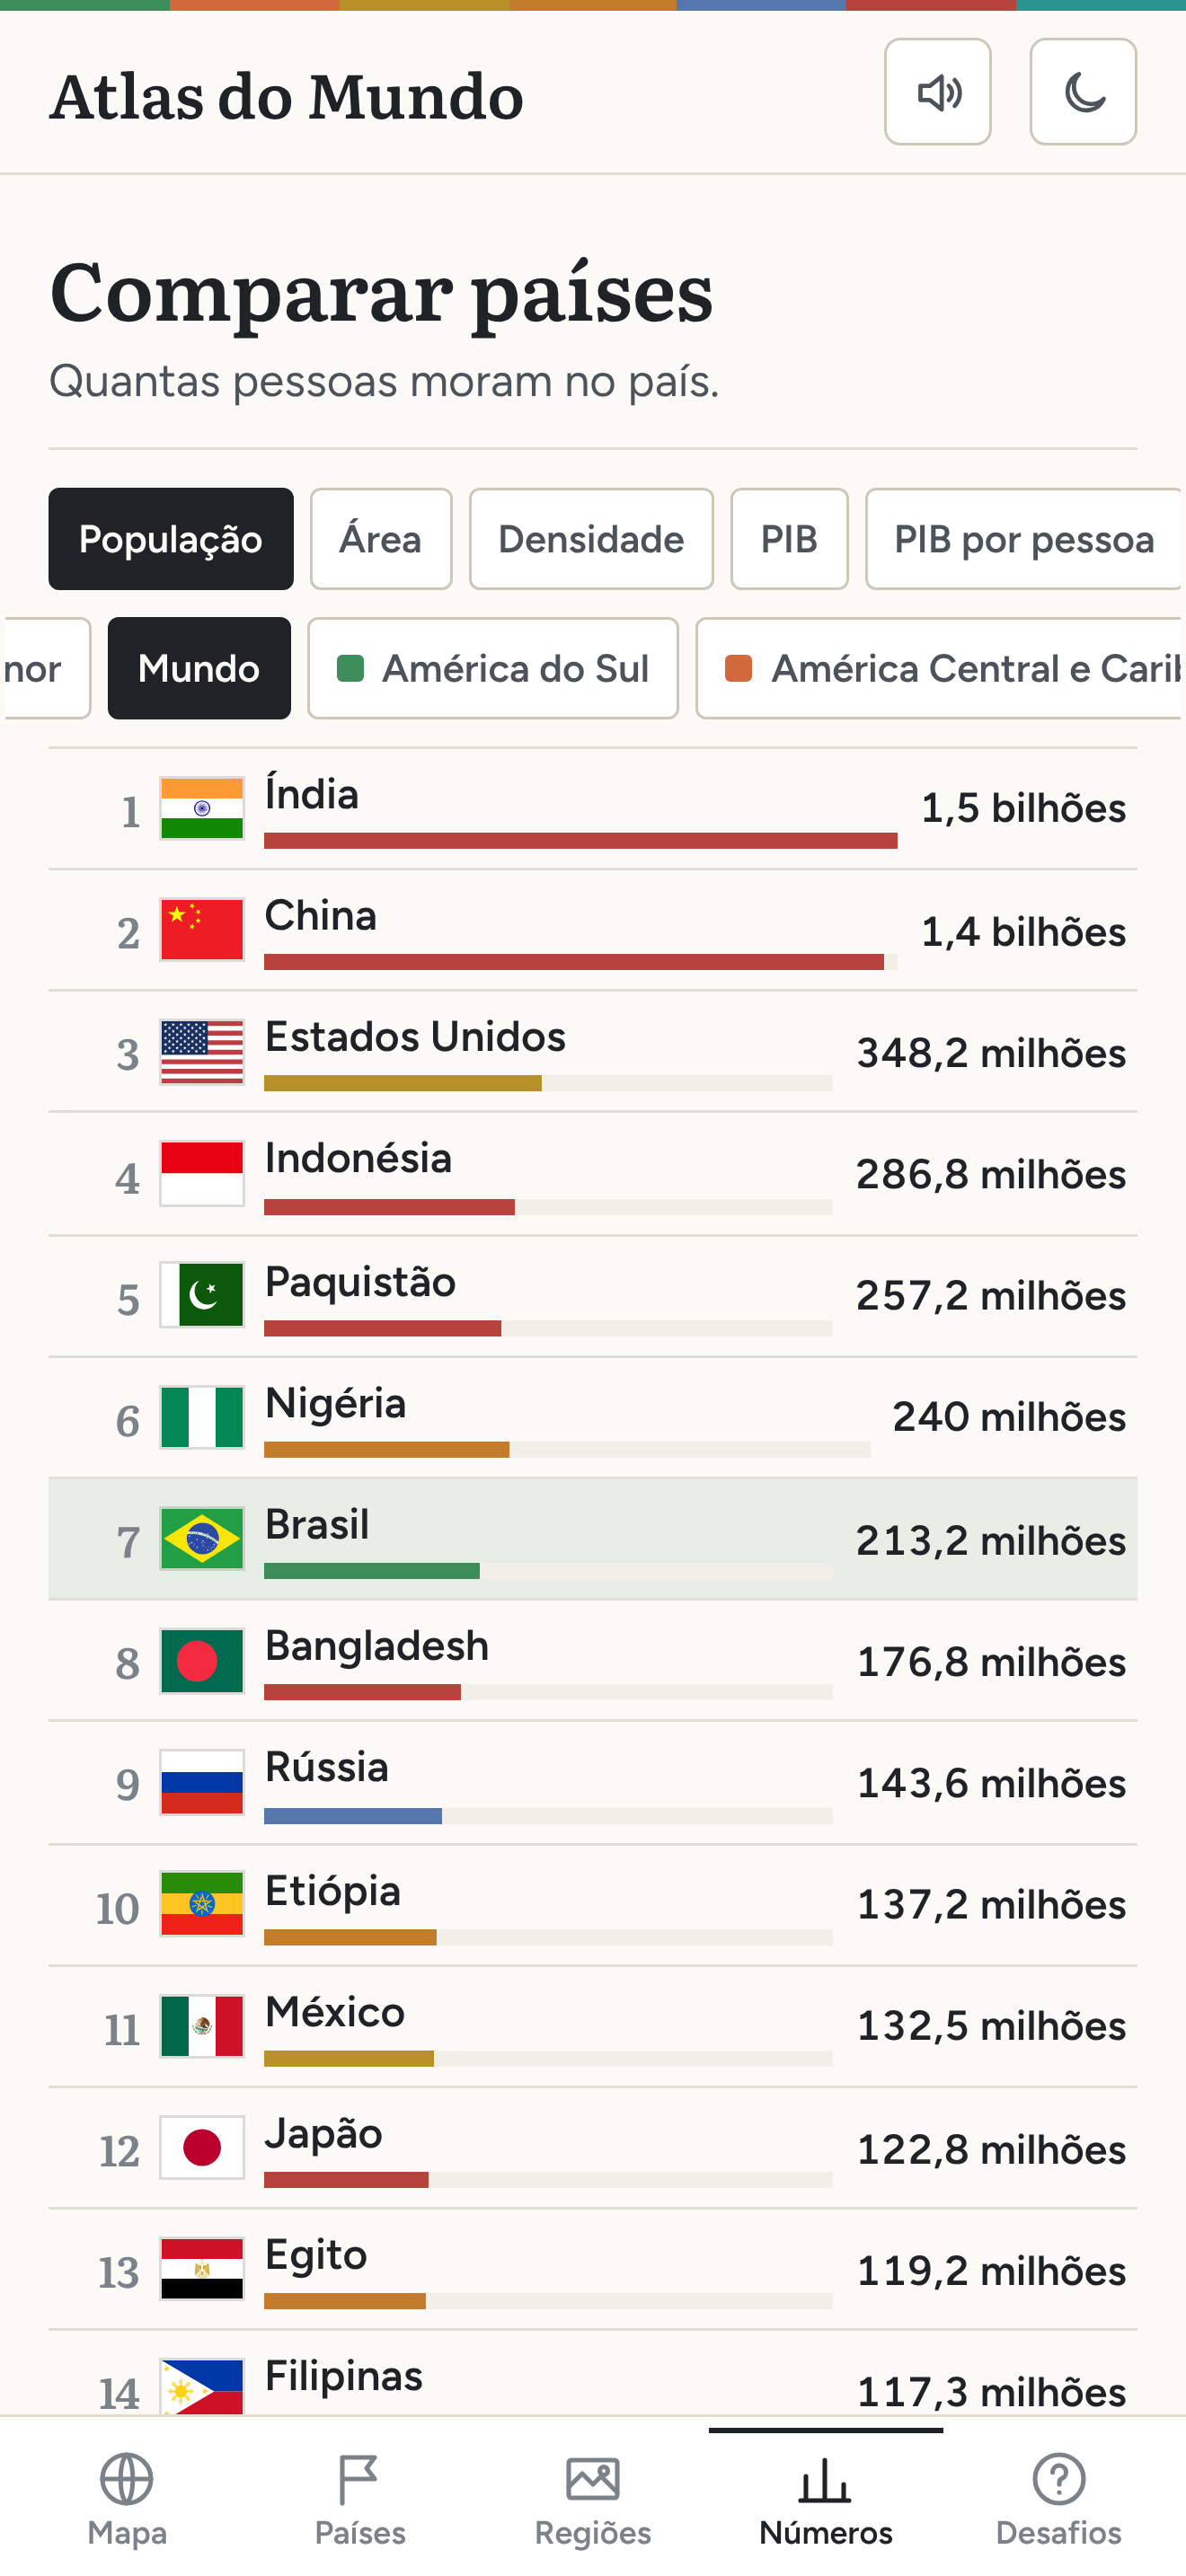 Atlas do Mundo
Comparar países
Quantas pessoas moram no país.
População Área Densidade PIB PIB por pessoa
nor Mundo América do Sul América Central e Carib
1 Índia 1,5 bilhões
2 China 1,4 bilhões
3 Estados Unidos 348,2 milhões
4 Indonésia 286,8 milhões
5 Paquistão 257,2 milhões
6 Nigéria 240 milhões
7 Brasil 213,2 milhões
8 Bangladesh 176,8 milhões
9 Rússia 143,6 milhões
10 Etiópia 137,2 milhões
11 México 132,5 milhões
12 Japão 122,8 milhões
13 Egito 119,2 milhões
14 Filipinas 117,3 milhões
Mapa Países Regiões Números Desafios